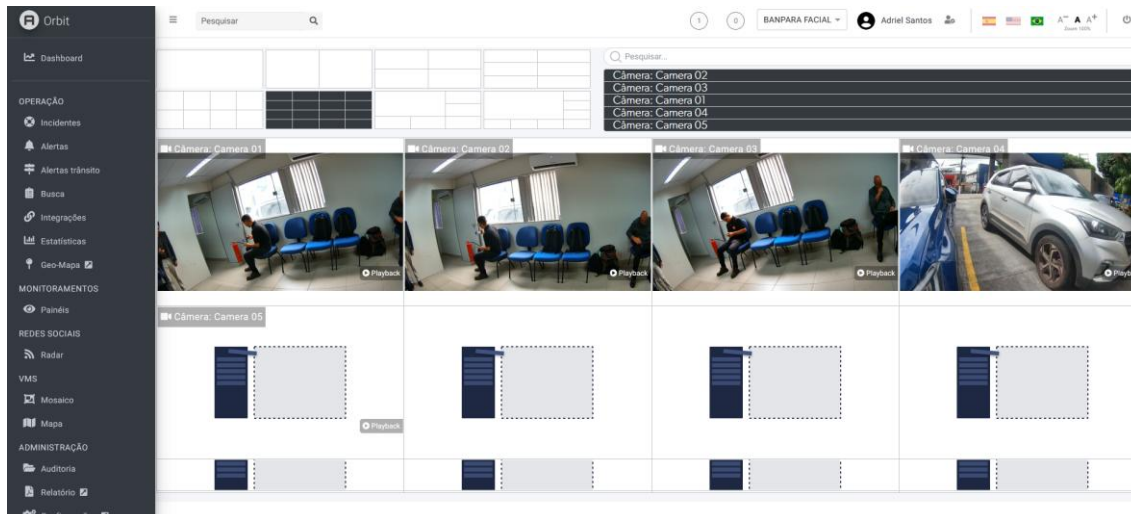 Orbit
Pesquisar
1
0
BANPARA FACIAL
Adriel Santos
A- A A+
Zoom 100%
Dashboard
Pesquisar...
Câmera: Camera 02
Câmera: Camera 03
Câmera: Camera 01
Câmera: Camera 04
Câmera: Camera 05
OPERAÇÃO
Incidentes
Alertas
Alertas trânsito
Busca
Integrações
Estatísticas
Geo-Mapa
MONITORAMENTOS
Painéis
REDES SOCIAIS
Radar
VMS
Mosaico
Mapa
ADMINISTRAÇÃO
Auditoria
Relatório
Câmera: Camera 01
Câmera: Camera 02
Câmera: Camera 03
Câmera: Camera 04
Playback
Playback
Playback
Playb
Câmera: Camera 05
Playback